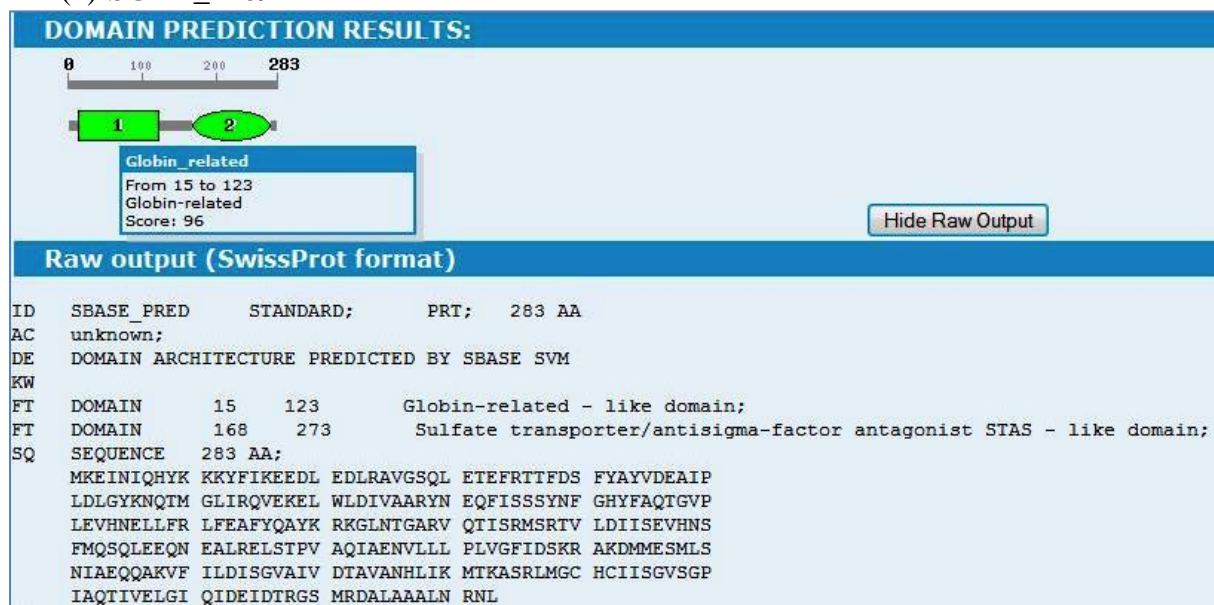 DOMAIN PREDICTION RESULTS:
0 100 200 283
1 2
Globin_related
From 15 to 123
Globin-related
Score: 96
Hide Raw Output
Raw output (SwissProt format)
ID SBASE_PRED STANDARD; PRT; 283 AA
AC unknown;
DE DOMAIN ARCHITECTURE PREDICTED BY SBASE SVM
KW
FT DOMAIN 15 123 Globin-related - like domain;
FT DOMAIN 168 273 Sulfate transporter/antisigma-factor antagonist STAS - like domain;
SQ SEQUENCE 283 AA;
MKEINIQHYK KKYFIKEEDL EDLRAVGSQL ETEFRTTFDS FYAYVDEAIP
LDLGYKNQTM GLIRQVEKEL WLDIVAARYN EQFISSSYNF GHYFAQTGVP
LEVHNELLFR LFEAFYQAYK RKGLNTGARV QTISRMSRTV LDIISEVHNS
FMQSQLEEQN EALRELSTPV AQIAENVLLL PLVGFIDSKR AKDMMESMLS
NIAEQQAKVF ILDISGVAIV DTAVANHLIK MTKASRLMGC HCIISGVSGP
IAQTIVELGI QIDEIDTRGS MRDALAAALN RNL